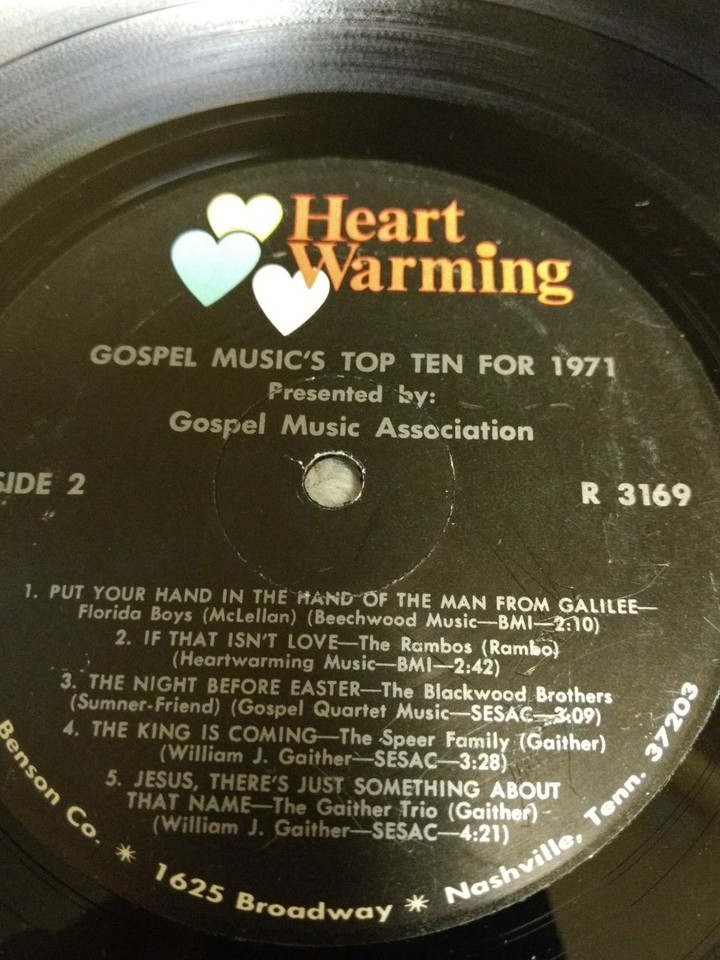 Heart
Warming
GOSPEL MUSIC'S TOP TEN FOR 1971
Presented by:
Gospel Music Association
SIDE 2
R 3169
1. PUT YOUR HAND IN THE HAND OF THE MAN FROM GALILEE—
Florida Boys (McLellan) (Beechwood Music—BMI—2:10)
2. IF THAT ISN'T LOVE—The Rambos (Rambo)
(Heartwarming Music—BMI—2:42)
3. THE NIGHT BEFORE EASTER—The Blackwood Brothers
(Sumner-Friend) (Gospel Quartet Music—SESAC—3:09)
4. THE KING IS COMING—The Speer Family (Gaither)
(William J. Gaither—SESAC—3:28)
5. JESUS, THERE'S JUST SOMETHING ABOUT
THAT NAME—The Gaither Trio (Gaither)
(William J. Gaither—SESAC—4:21)
Benson Co. * 1625 Broadway * Nashville, Tenn. 37203